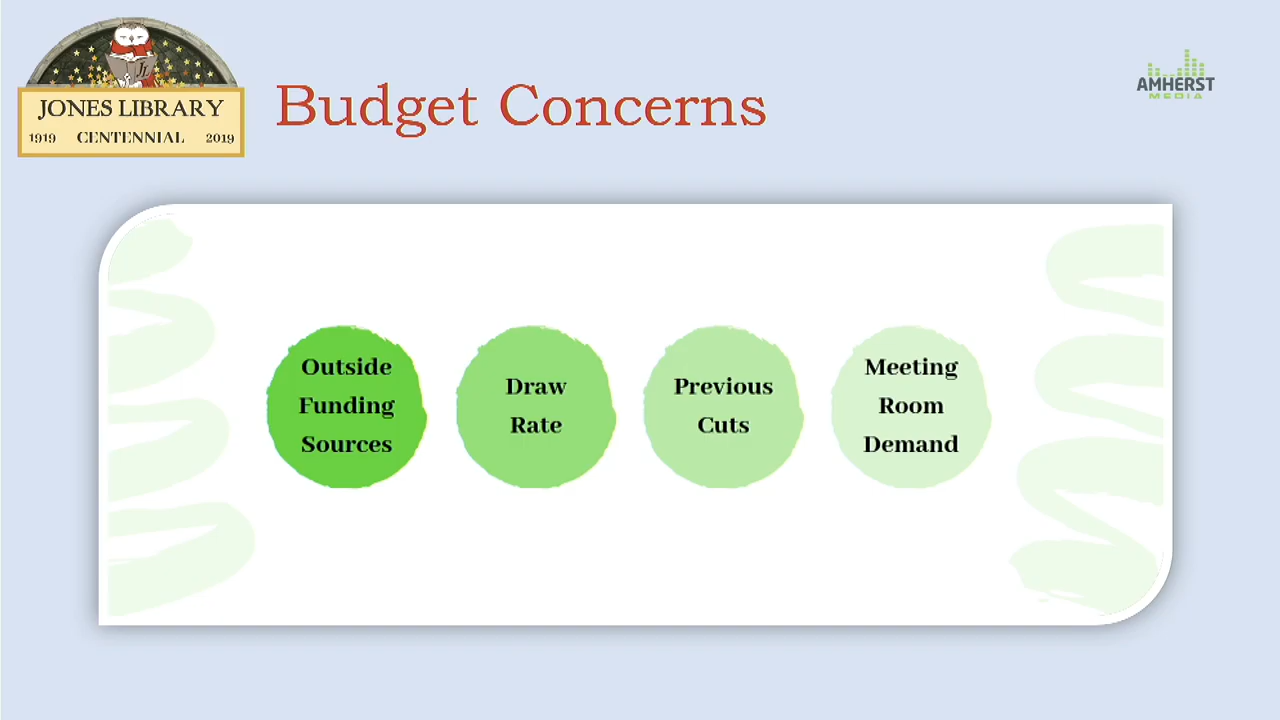 JONES LIBRARY
1919 CENTENNIAL 2019
Budget Concerns
AMHERST
MEDIA
Outside
Funding
Sources
Draw
Rate
Previous
Cuts
Meeting
Room
Demand